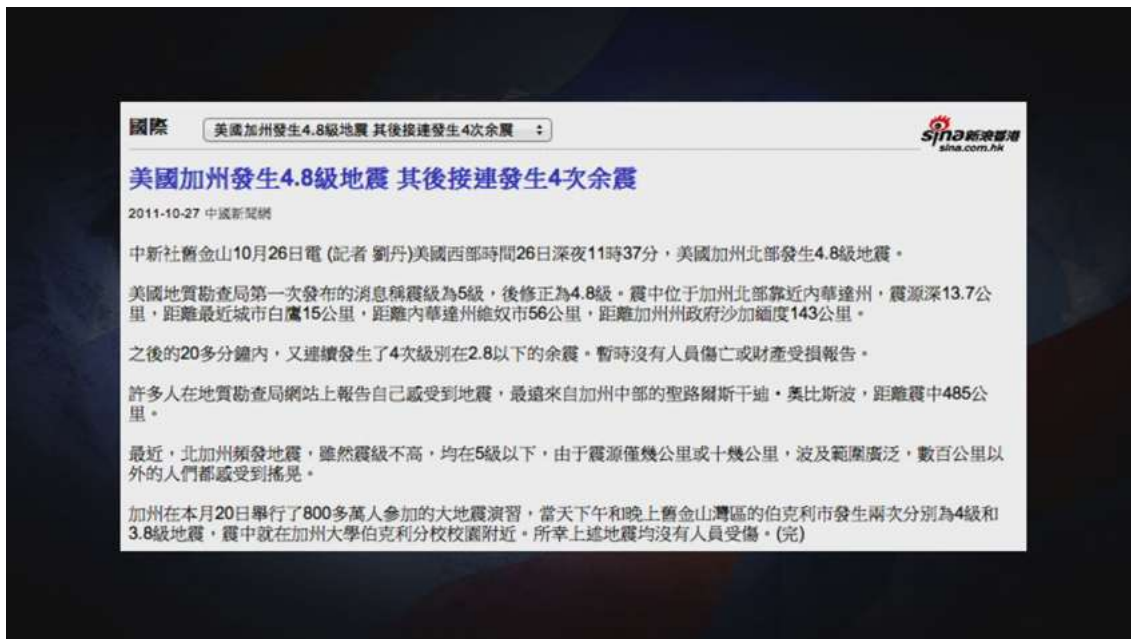 國際
美國加州發生4.8級地震 其後接連發生4次余震
sina新浪香港
sina.com.hk
美國加州發生4.8級地震 其後接連發生4次余震
2011-10-27 中國新聞網
中新社舊金山10月26日電 (記者 劉丹)美國西部時間26日深夜11時37分，美國加州北部發生4.8級地震。
美國地質勘查局第一次發布的消息稱震級為5級，後修正為4.8級。震中位于加州北部靠近內華達州，震源深13.7公
里，距離最近城市白鷹15公里，距離內華達州維奴市56公里，距離加州州政府沙加緬度143公里。
之後的20多分鐘內，又連續發生了4次級別在2.8以下的余震。暫時沒有人員傷亡或財產受損報告。
許多人在地質勘查局網站上報告自己感受到地震，最遠來自加州中部的聖路爾斯干迪・奧比斯波，距離震中485公
里。
最近，北加州頻發地震，雖然震級不高，均在5級以下，由于震源僅幾公里或十幾公里，波及範圍廣泛，數百公里以
外的人們都感受到搖晃。
加州在本月20日舉行了800多萬人參加的大地震演習，當天下午和晚上舊金山灣區的伯克利市發生兩次分別為4級和
3.8級地震，震中就在加州大學伯克利分校校園附近。所幸上述地震均沒有人員受傷。(完)